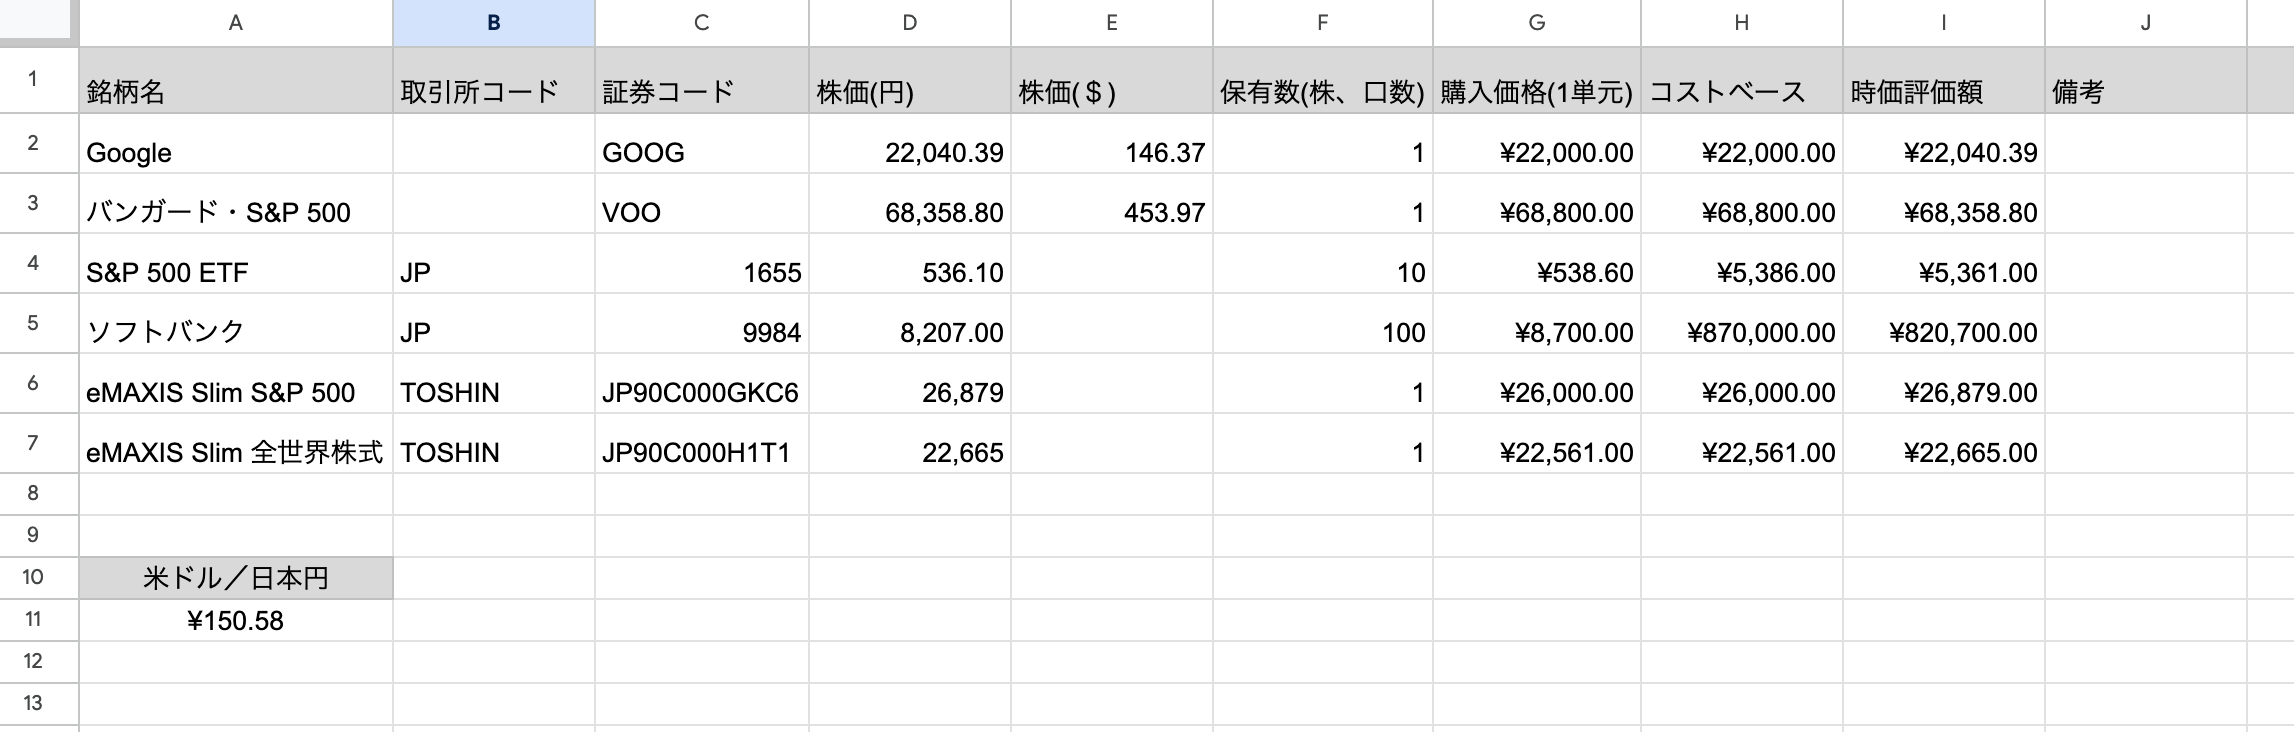 A B C D E F G H I J
1 銘柄名 取引所コード 証券コード 株価(円) 株価(＄) 保有数(株、口数) 購入価格(1単元) コストベース 時価評価額 備考
2 Google GOOG 22,040.39 146.37 1 ¥22,000.00 ¥22,000.00 ¥22,040.39
3 バンガード・S&P 500 VOO 68,358.80 453.97 1 ¥68,800.00 ¥68,800.00 ¥68,358.80
4 S&P 500 ETF JP 1655 536.10 10 ¥538.60 ¥5,386.00 ¥5,361.00
5 ソフトバンク JP 9984 8,207.00 100 ¥8,700.00 ¥870,000.00 ¥820,700.00
6 eMAXIS Slim S&P 500 TOSHIN JP90C000GKC6 26,879 1 ¥26,000.00 ¥26,000.00 ¥26,879.00
7 eMAXIS Slim 全世界株式 TOSHIN JP90C000H1T1 22,665 1 ¥22,561.00 ¥22,561.00 ¥22,665.00
8
9
10 米ドル／日本円
11 ¥150.58
12
13